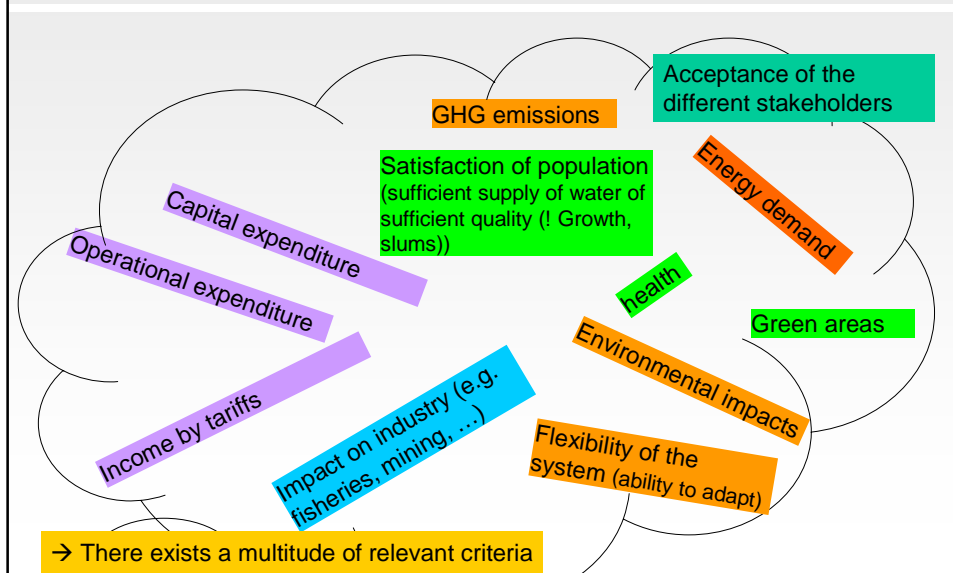 Acceptance of the
different stakeholders
GHG emissions
Satisfaction of population
(sufficient supply of water of
sufficient quality (! Growth,
slums))
Energy demand
Capital expenditure
Operational expenditure
health
Green areas
Environmental impacts
Income by tariffs
Impact on industry (e.g.
fisheries, mining, …)
Flexibility of the
system (ability to adapt)
→ There exists a multitude of relevant criteria